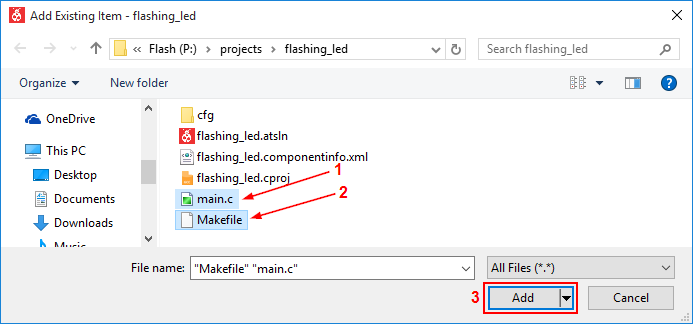 Add Existing Item - flashing_led
« Flash (P:) > projects > flashing_led
Search flashing_led
Organize
New folder
?
OneDrive
This PC
Desktop
Documents
Downloads
Music
cfg
flashing_led.atsln
flashing_led.componentinfo.xml
flashing_led.cproj
main.c
Makefile
1
2
File name:
"Makefile" "main.c"
All Files (*.*)
3
Add
Cancel